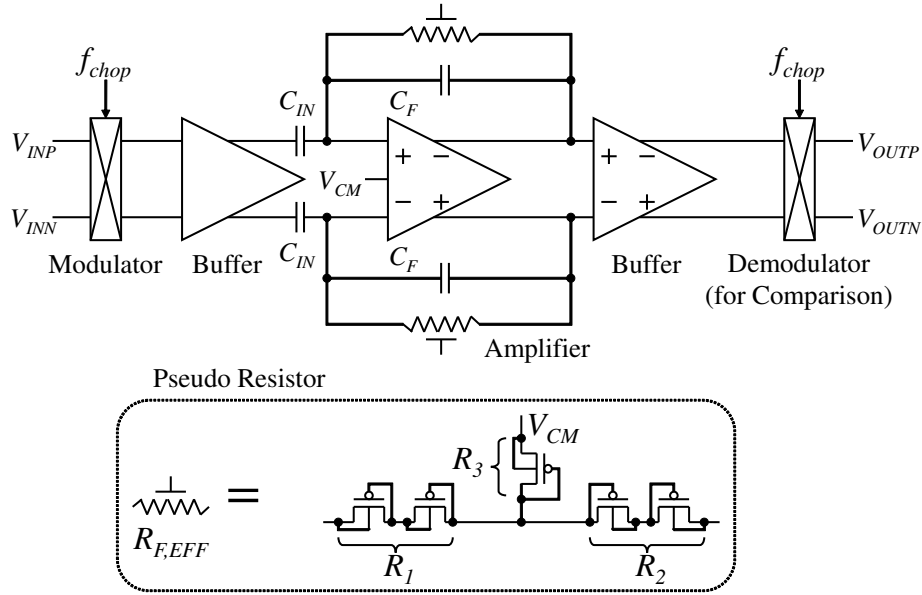 f_chop
f_chop
C_IN
C_F
V_INP
V_OUTP
+ −
+ −
V_CM
− +
− +
V_INN
V_OUTN
Modulator
Buffer
C_IN
C_F
Buffer
Demodulator
(for Comparison)
Amplifier
Pseudo Resistor
V_CM
R_3
=
R_F,EFF
R_1
R_2